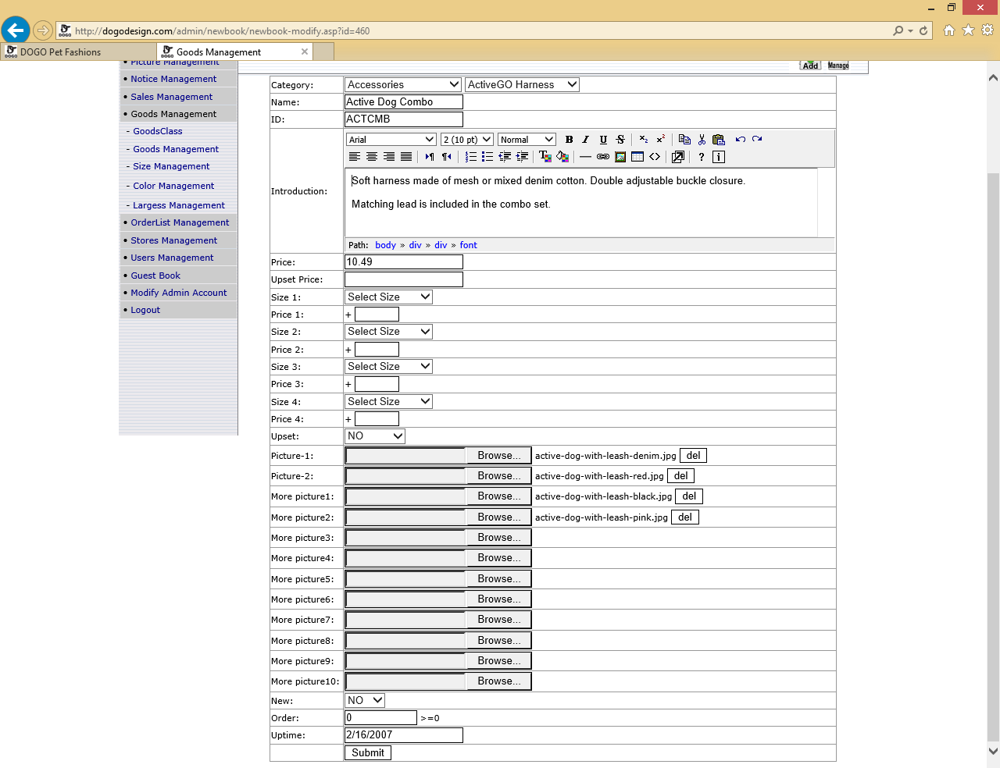 http://dogodesign.com/admin/newbook/newbook-modify.asp?id=460
DOGO Pet Fashions
Goods Management
Picture Management
Add
Manage
• Notice Management
• Sales Management
• Goods Management
- GoodsClass
- Goods Management
- Size Management
- Color Management
- Largess Management
• OrderList Management
• Stores Management
• Users Management
• Guest Book
• Modify Admin Account
• Logout
Category: Accessories ActiveGO Harness
Name: Active Dog Combo
ID: ACTCMB
Arial 2 (10 pt) Normal B I U S
Introduction:
Soft harness made of mesh or mixed denim cotton. Double adjustable buckle closure.
Matching lead is included in the combo set.
Path: body » div » div » font
Price: 10.49
Upset Price:
Size 1: Select Size
Price 1: +
Size 2: Select Size
Price 2: +
Size 3: Select Size
Price 3: +
Size 4: Select Size
Price 4: +
Upset: NO
Picture-1: Browse... active-dog-with-leash-denim.jpg del
Picture-2: Browse... active-dog-with-leash-red.jpg del
More picture1: Browse... active-dog-with-leash-black.jpg del
More picture2: Browse... active-dog-with-leash-pink.jpg del
More picture3: Browse...
More picture4: Browse...
More picture5: Browse...
More picture6: Browse...
More picture7: Browse...
More picture8: Browse...
More picture9: Browse...
More picture10: Browse...
New: NO
Order: 0 >=0
Uptime: 2/16/2007
Submit